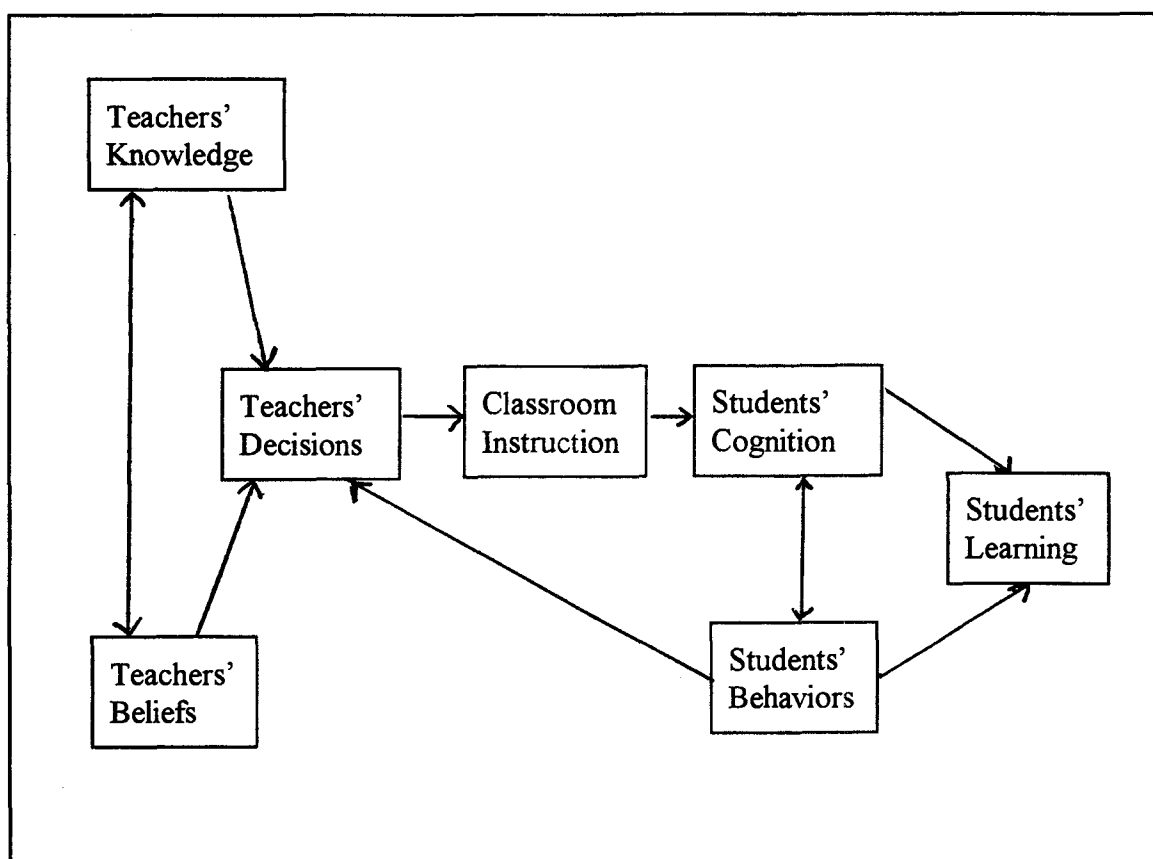 Teachers’
Knowledge
Teachers’
Decisions
Classroom
Instruction
Students’
Cognition
Students’
Learning
Teachers’
Beliefs
Students’
Behaviors